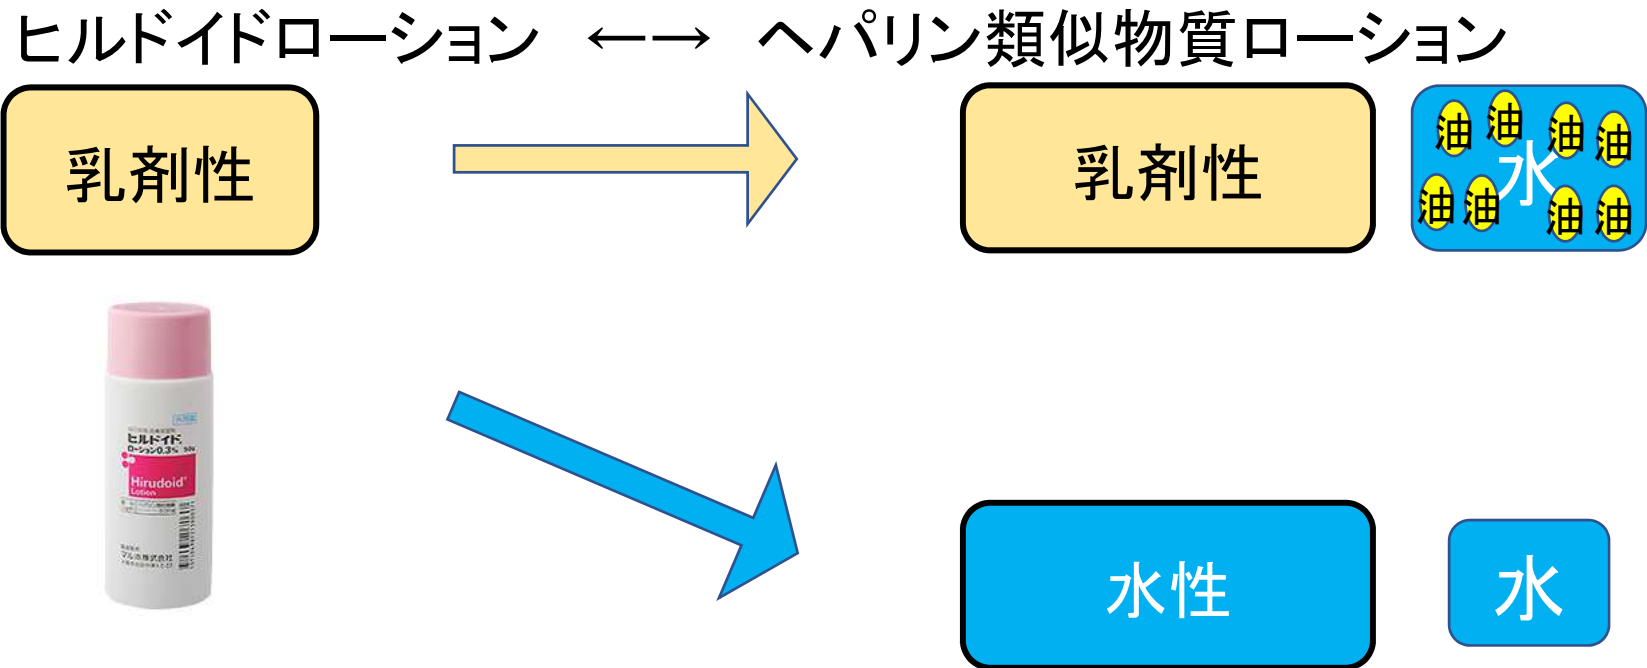 ヒルドイドローション ←→ ヘパリン類似物質ローション
乳剤性
乳剤性
油 油 油 油
水
油 油 油 油
ヒルドイド
ローション0.3% 50g
Hirudoid®
Lotion
マルホ株式会社
水性
水